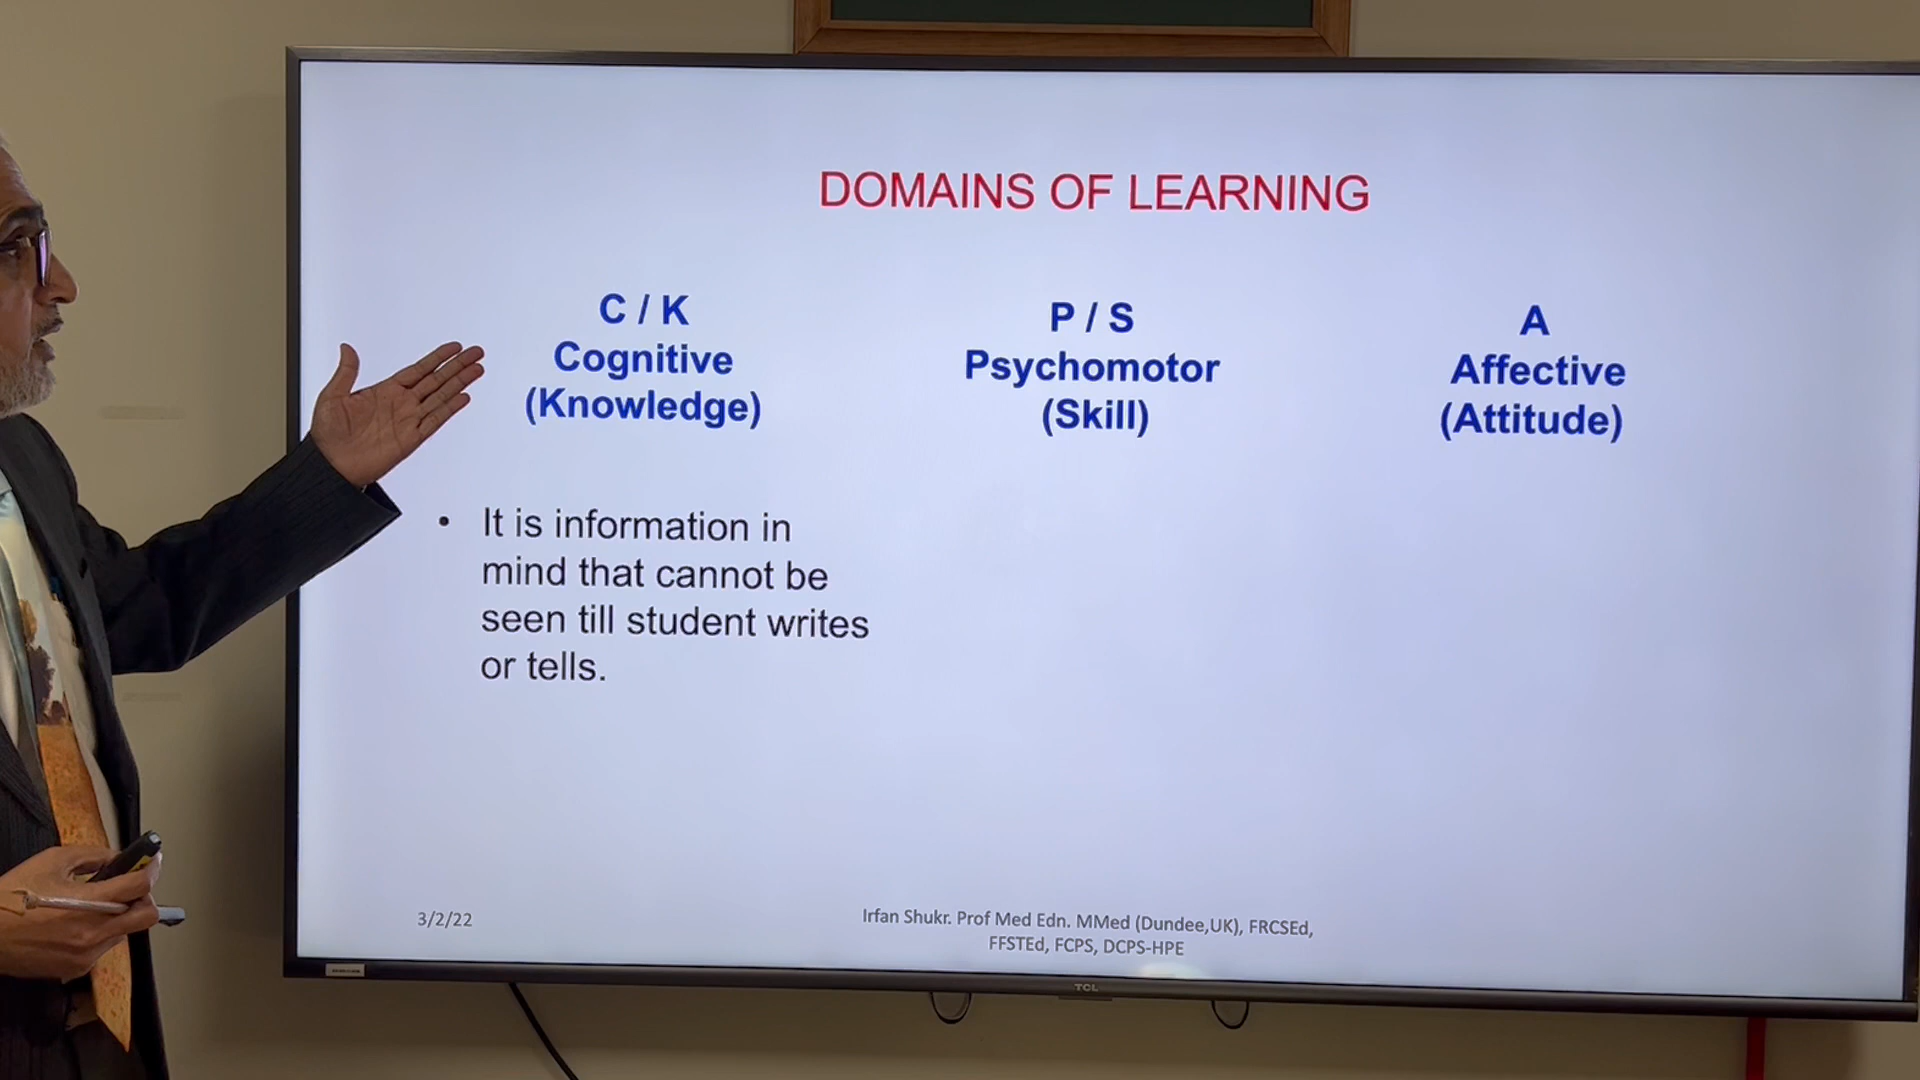 DOMAINS OF LEARNING
C / K
Cognitive
(Knowledge)
P / S
Psychomotor
(Skill)
A
Affective
(Attitude)
• It is information in
mind that cannot be
seen till student writes
or tells.
3/2/22
Irfan Shukr. Prof Med Edn. MMed (Dundee,UK), FRCSEd,
FFSTEd, FCPS, DCPS-HPE
TCL